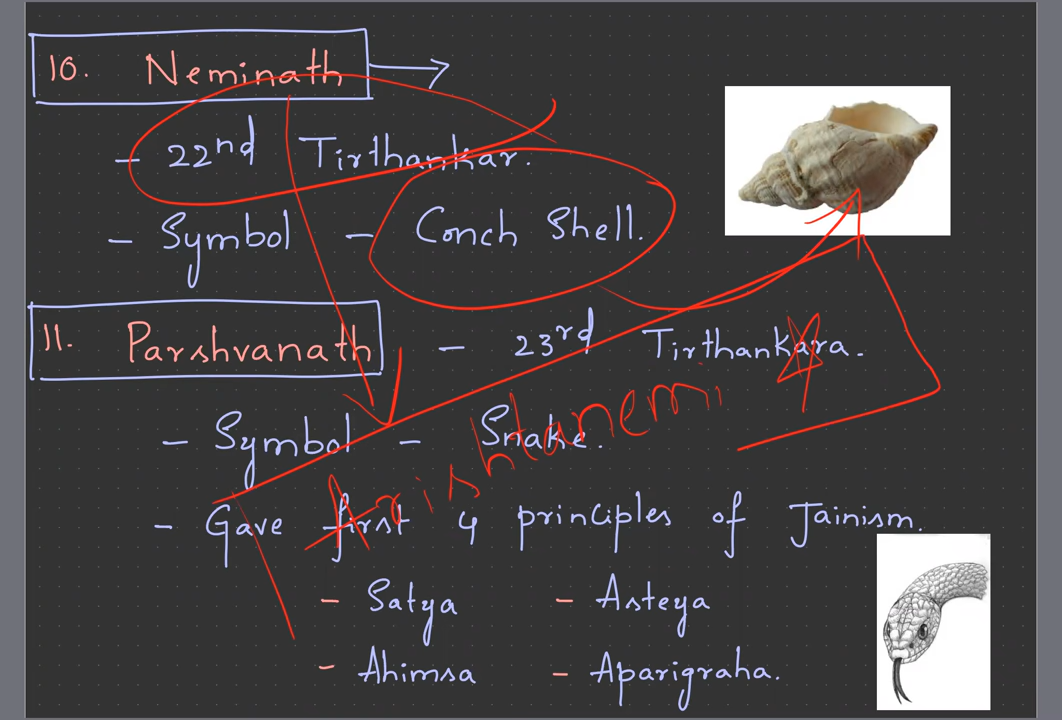 10. Neminath
- 22nd Tirthankar.
- Symbol - Conch Shell.
11. Parshvanath - 23rd Tirthankara.
- Symbol - Snake.
Arishtanemi
- Gave first 4 principles of Jainism.
- Satya - Asteya
- Ahimsa - Aparigraha.